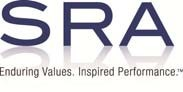 SRA
Enduring Values. Inspired Performance.™